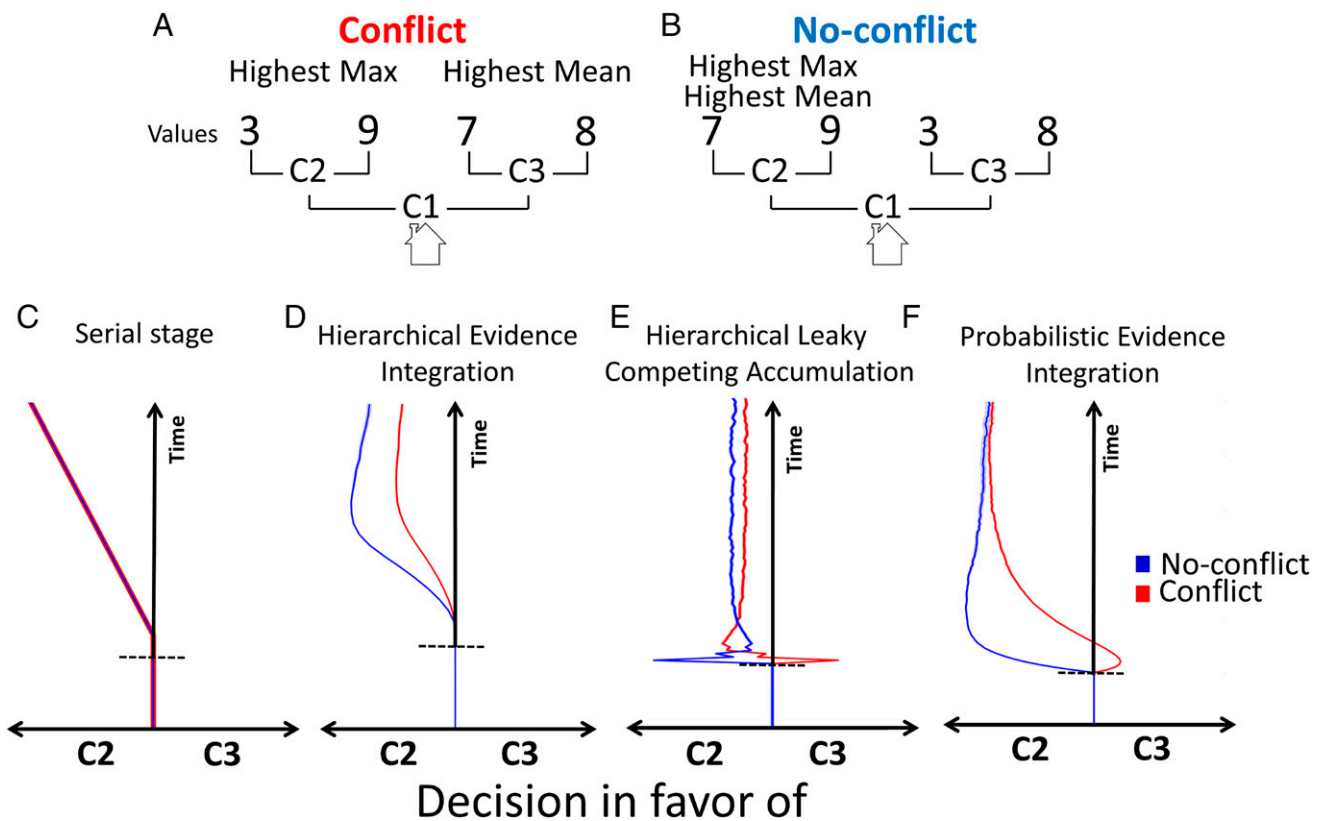 A Conflict
Highest Max Highest Mean
Values 3 9 7 8
C2 C3
C1
B No-conflict
Highest Max
Highest Mean
7 9 3 8
C2 C3
C1
C Serial stage
Time
C2 C3
D Hierarchical Evidence
Integration
Time
C2 C3
E Hierarchical Leaky
Competing Accumulation
Time
C2 C3
F Probabilistic Evidence
Integration
Time
C2 C3
No-conflict
Conflict
Decision in favor of